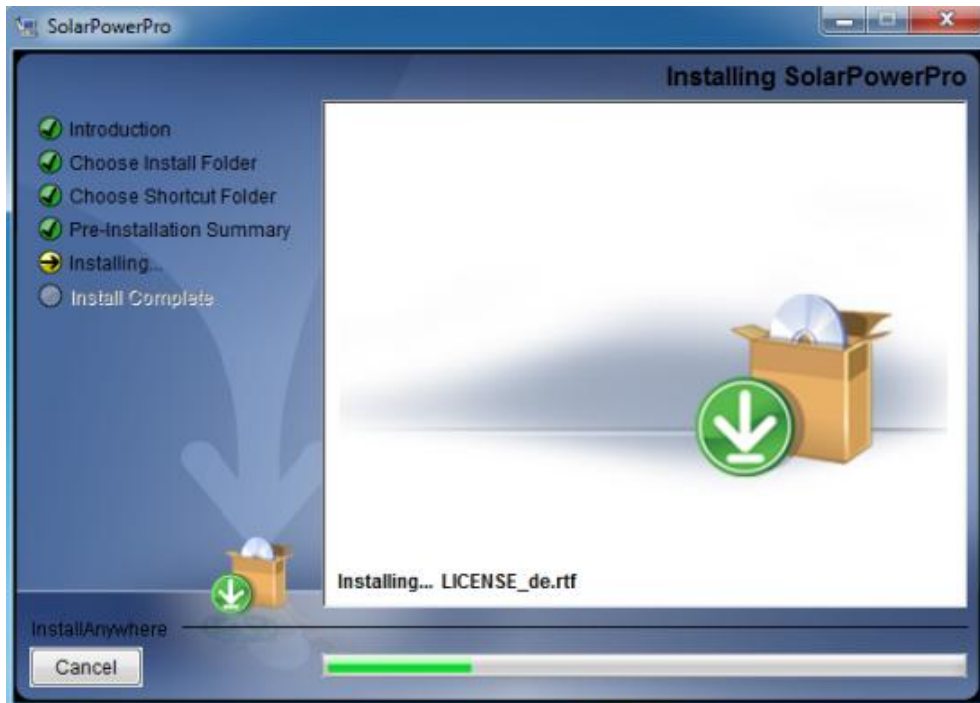 SolarPowerPro
Installing SolarPowerPro
Introduction
Choose Install Folder
Choose Shortcut Folder
Pre-Installation Summary
Installing...
Install Complete
Installing... LICENSE_de.rtf
InstallAnywhere
Cancel